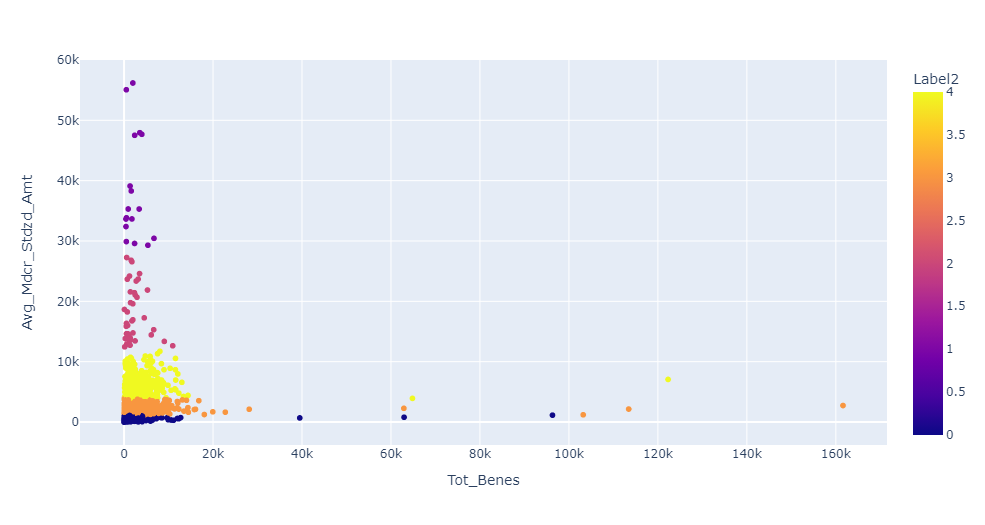 Label2
60k
50k
40k
30k
20k
10k
0
Avg_Mdcr_Stdzd_Amt
0
20k
40k
60k
80k
100k
120k
140k
160k
Tot_Benes
4
3.5
3
2.5
2
1.5
1
0.5
0